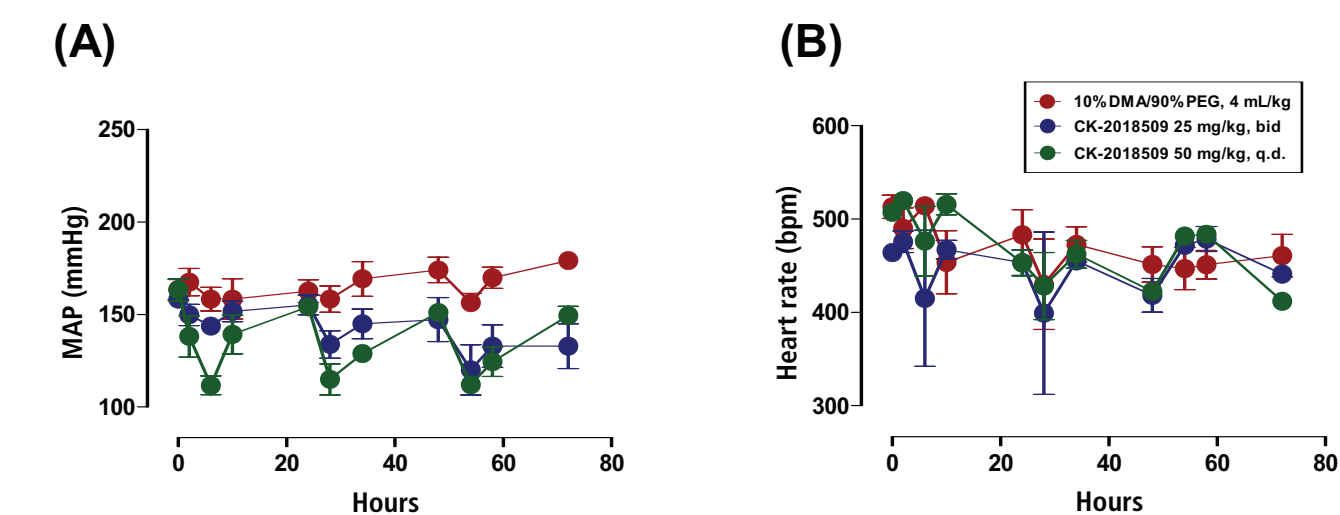 (A)
250
200
150
100
MAP (mmHg)
0 20 40 60 80
Hours
(B)
10%DMA/90%PEG, 4 mL/kg
CK-2018509 25 mg/kg, bid
CK-2018509 50 mg/kg, q.d.
600
500
400
300
Heart rate (bpm)
0 20 40 60 80
Hours